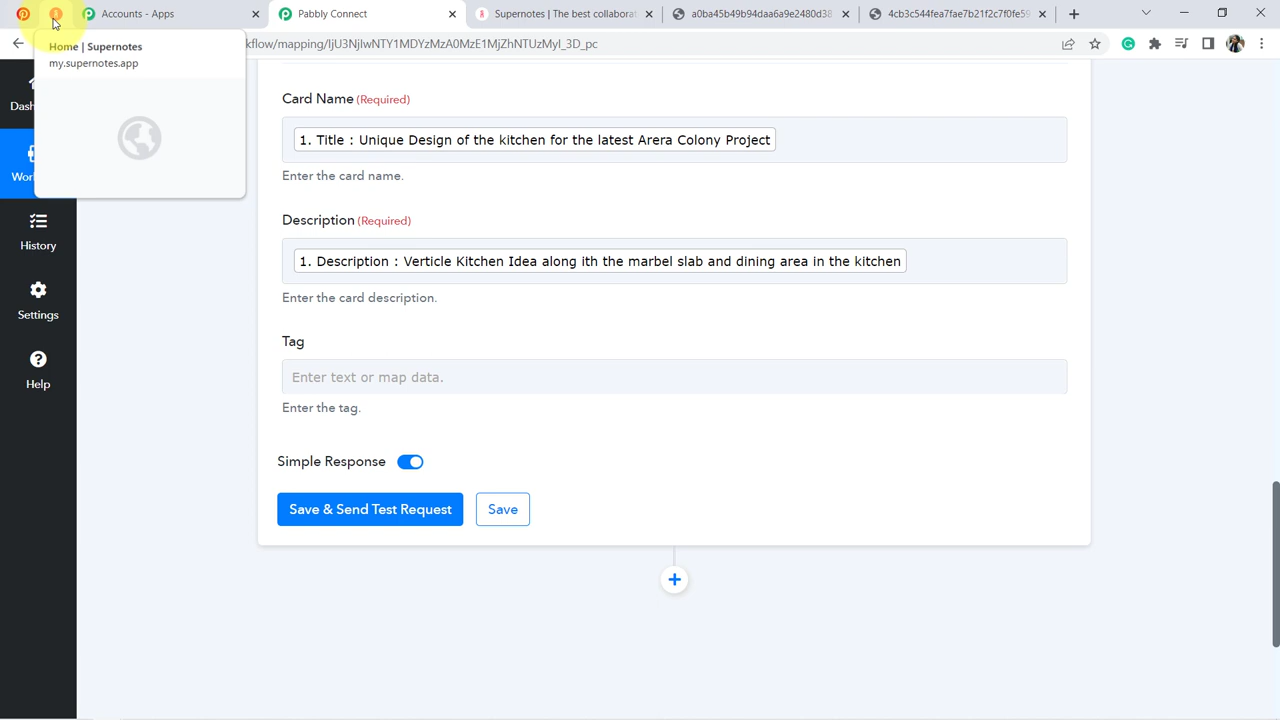 Accounts - Apps
Pabbly Connect
Supernotes | The best collaborat
a0ba45b49b
d4a6a9a82480d38
4cb3c544fea7fae7b21f2c7f0fe59
kflow/mapping/IjU3NjIwNTY1MDYzMzA0MzE1MjZhNTUzMyI_3D_pc
Home | Supernotes
my.supernotes.app
Dash
Work
History
Settings
Help
Card Name (Required)
1. Title : Unique Design of the kitchen for the latest Arera Colony Project
Enter the card name.
Description (Required)
1. Description : Verticle Kitchen Idea along ith the marbel slab and dining area in the kitchen
Enter the card description.
Tag
Enter text or map data.
Enter the tag.
Simple Response
Save & Send Test Request
Save